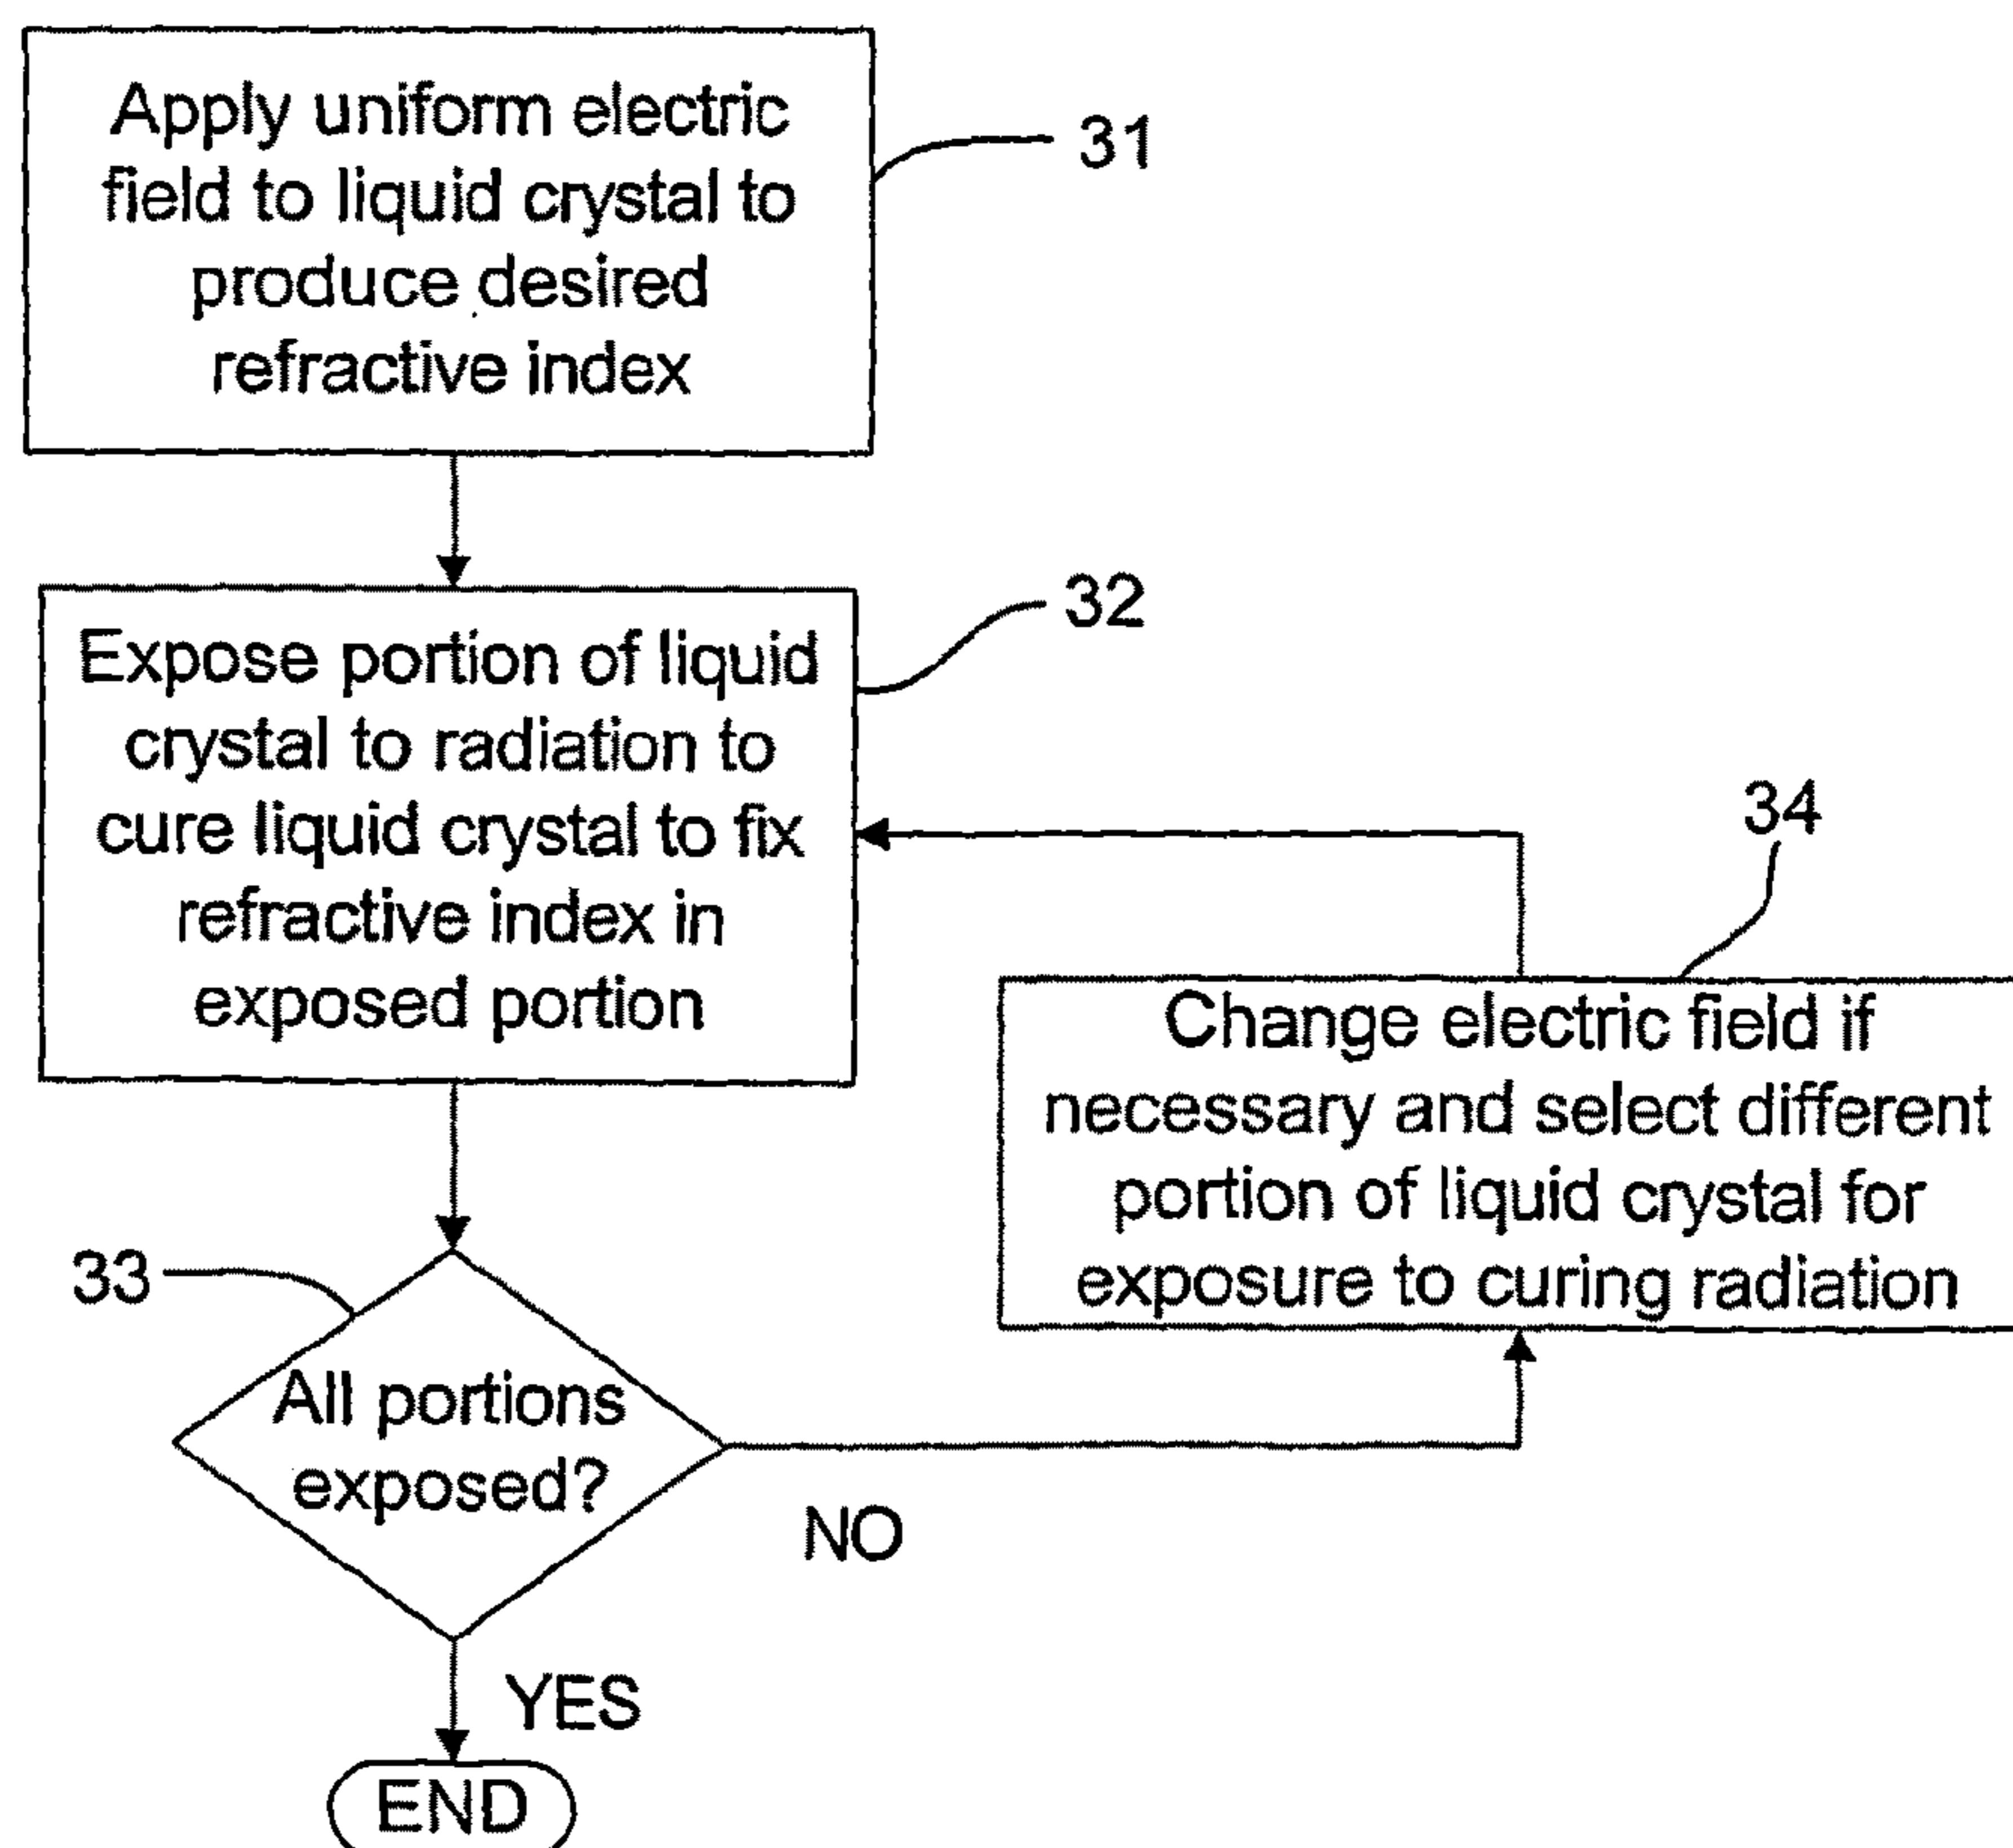 Apply uniform electric
field to liquid crystal to
produce desired
refractive index
31
Expose portion of liquid
crystal to radiation to
cure liquid crystal to fix
refractive index in
exposed portion
32
34
Change electric field if
necessary and select different
portion of liquid crystal for
exposure to curing radiation
33
All portions
exposed?
NO
YES
END